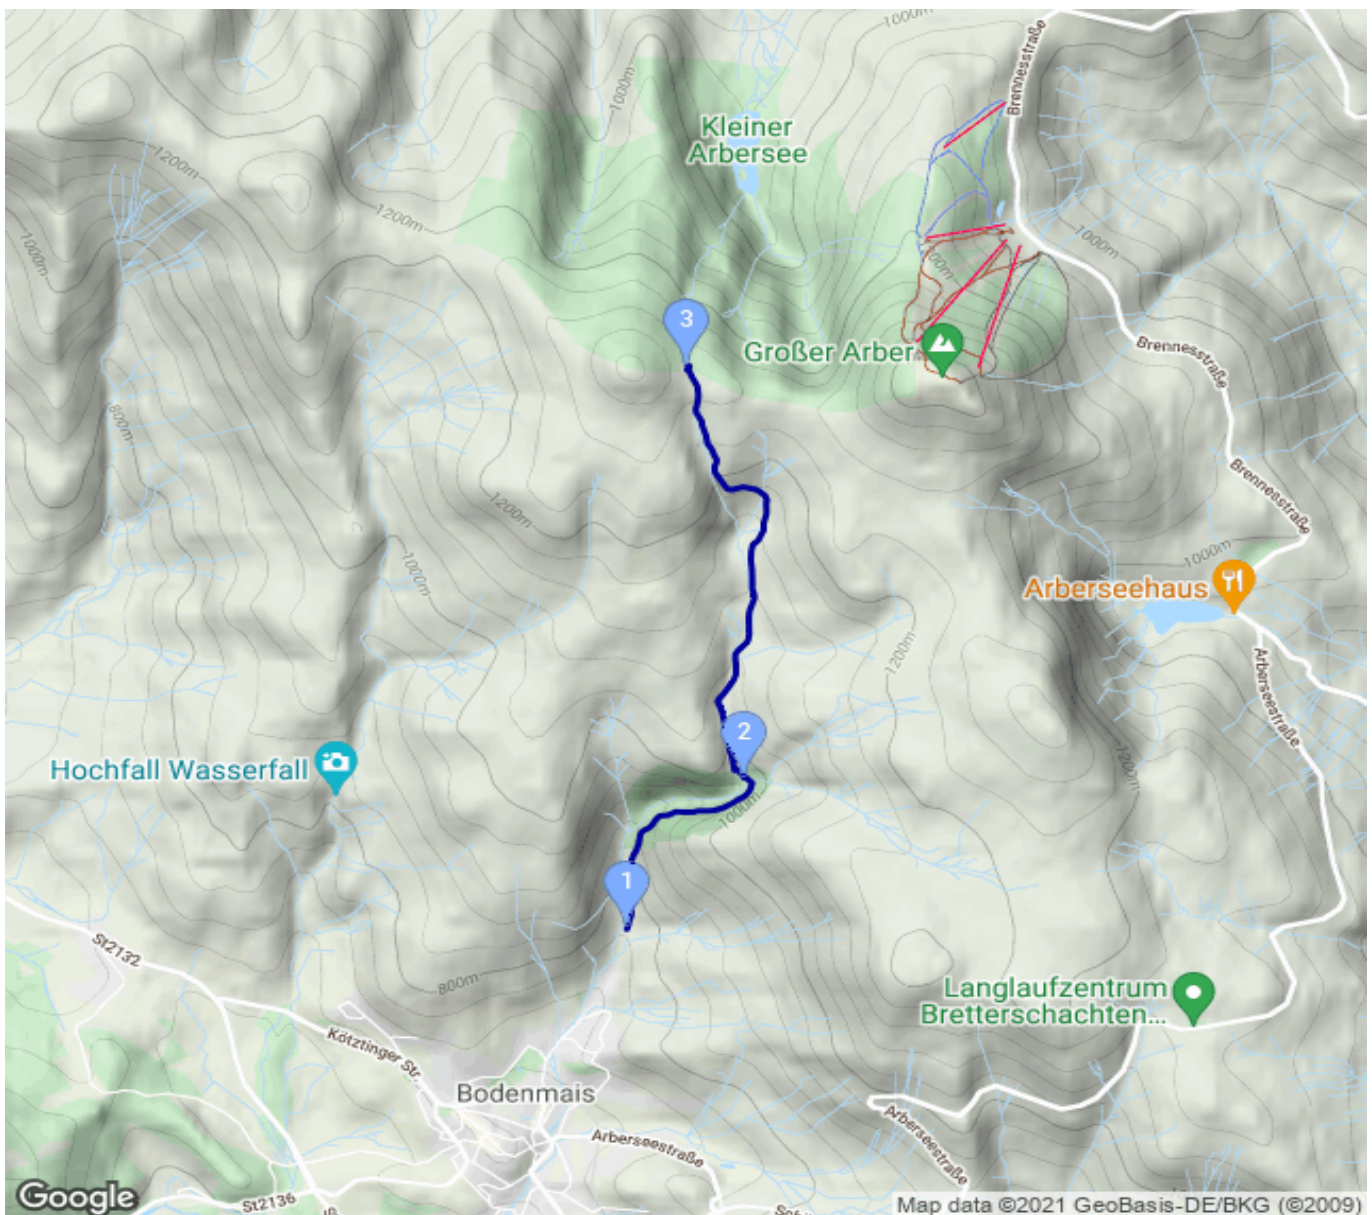 1000m
Brennesstraße
Kleiner
Arbersee
1000m
1200m
1200m
1000m
1000m
3
Großer Arber
Brennesstraße
800m
Brennesstraße
1200m
1000m
1000m
Arberseehaus
1200m
Arberseestraße
2
Hochfall Wasserfall
1200m
1000m
1
St2132
800m
Langlaufzentrum
Bretterschachten...
Kötztinger Str.
Bodenmais
Arberseestraße
Arberseestraße
St2136
Google
Map data ©2021 GeoBasis-DE/BKG (©2009)